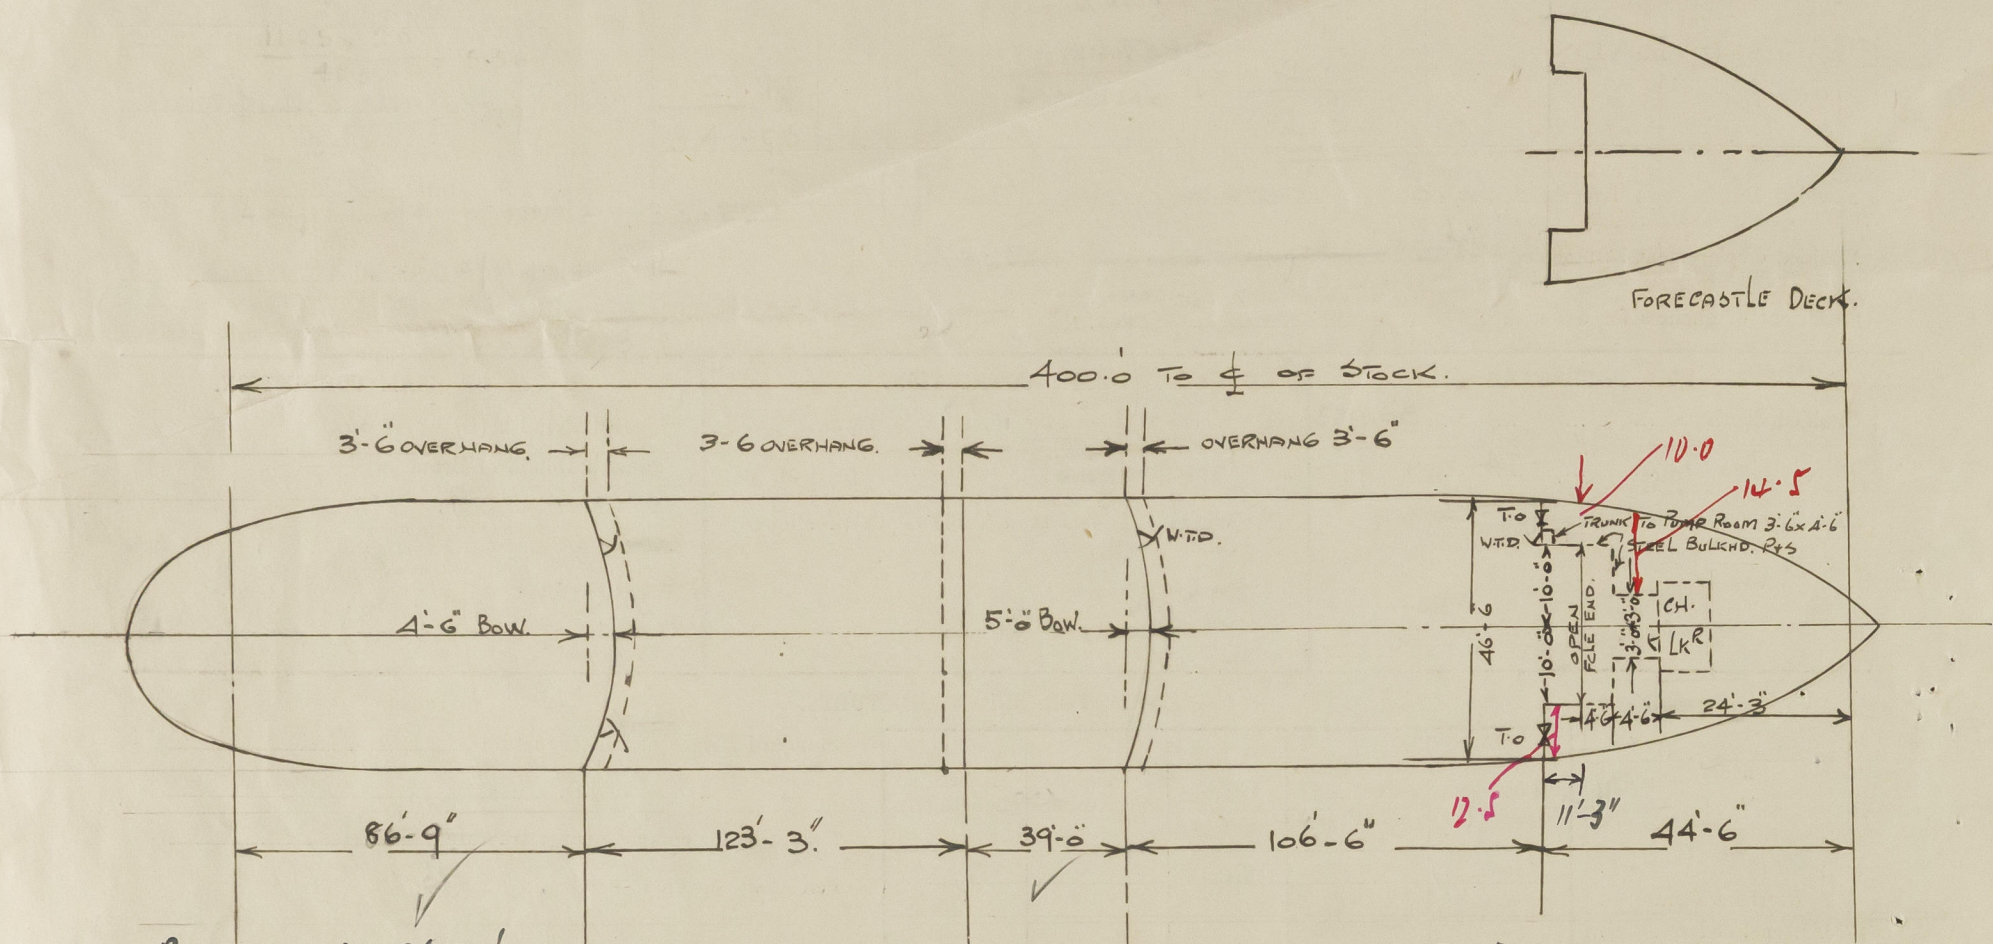 FORECASTLE DECK.
400.0' TO ℄ OF STOCK.
3'-6" OVERHANG.
3-6 OVERHANG.
OVERHANG 3'-6"
10.0
14.5
T.O
TRUNK TO PUMP ROOM 3'-6" x 4'-6"
W.T.D.
W.T.D.
STEEL BULKHD. P+S
4'-6" BOW.
5'-0" BOW.
46'-6
10'-0" 10'-0"
OPEN
FCLE END.
3'-0" 3'-0"
CH.
LKR
4'-6" 4'-6"
24'-3"
T.O
12.5
11'-3"
86'-9"
123'-3".
39'-0"
106'-6"
44'-6"